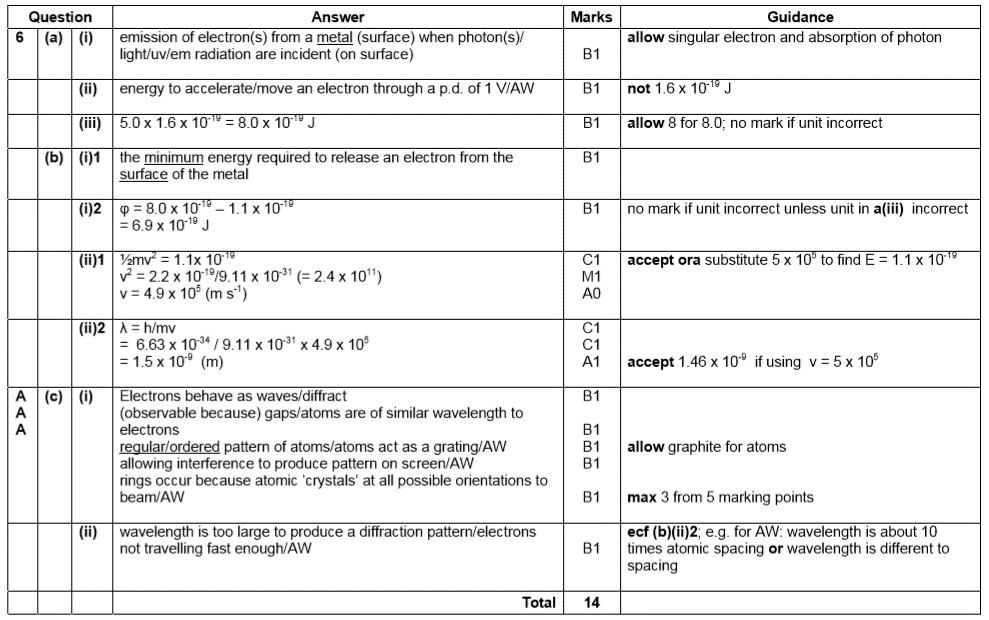 Question Answer Marks Guidance
6 (a) (i) emission of electron(s) from a metal (surface) when photon(s)/ allow singular electron and absorption of photon
light/uv/em radiation are incident (on surface) B1
(ii) energy to accelerate/move an electron through a p.d. of 1 V/AW B1 not 1.6 x 10⁻¹⁹ J
(iii) 5.0 x 1.6 x 10⁻¹⁹ = 8.0 x 10⁻¹⁹ J B1 allow 8 for 8.0; no mark if unit incorrect
(b) (i)1 the minimum energy required to release an electron from the B1
surface of the metal
(i)2 φ = 8.0 x 10⁻¹⁹ – 1.1 x 10⁻¹⁹ B1 no mark if unit incorrect unless unit in a(iii) incorrect
= 6.9 x 10⁻¹⁹ J
(ii)1 ½mv² = 1.1x 10⁻¹⁹ C1 accept ora substitute 5 x 10⁵ to find E = 1.1 x 10⁻¹⁹
v² = 2.2 x 10⁻¹⁹/9.11 x 10⁻³¹ (= 2.4 x 10¹¹) M1
v = 4.9 x 10⁵ (m s⁻¹) A0
(ii)2 λ = h/mv C1
= 6.63 x 10⁻³⁴ / 9.11 x 10⁻³¹ x 4.9 x 10⁵ C1
= 1.5 x 10⁻⁹ (m) A1 accept 1.46 x 10⁻⁹ if using v = 5 x 10⁵
A (c) (i) Electrons behave as waves/diffract B1
A (observable because) gaps/atoms are of similar wavelength to
A electrons B1
regular/ordered pattern of atoms/atoms act as a grating/AW B1 allow graphite for atoms
allowing interference to produce pattern on screen/AW B1
rings occur because atomic 'crystals' at all possible orientations to
beam/AW B1 max 3 from 5 marking points
(ii) wavelength is too large to produce a diffraction pattern/electrons ecf (b)(ii)2; e.g. for AW: wavelength is about 10
not travelling fast enough/AW B1 times atomic spacing or wavelength is different to
spacing
Total 14